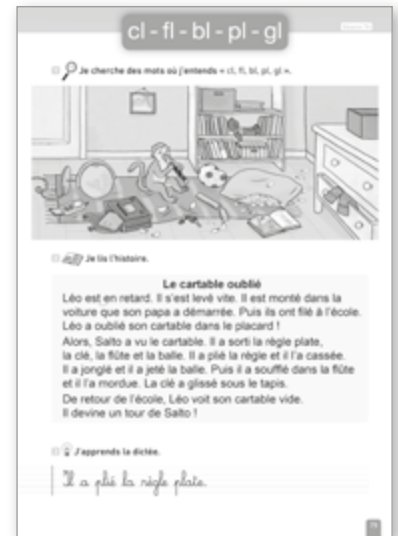 cl - fl - bl - pl - gl
Je cherche des mots où j'entends « cl, fl, bl, pl, gl ».
Je lis l'histoire.
Le cartable oublié
Léo est en retard. Il s'est levé vite. Il est monté dans la
voiture que son papa a démarrée. Puis ils ont filé à l'école.
Léo a oublié son cartable dans le placard !
Alors, Salto a vu le cartable. Il a sorti la règle plate,
la clé, la flûte et la balle. Il a plié la règle et il l'a cassée.
Il a jonglé et il a jeté la balle. Puis il a soufflé dans la flûte
et il l'a mordue. La clé a glissé sous le tapis.
De retour de l'école, Léo voit son cartable vide.
Il devine un tour de Salto !
J'apprends la dictée.
Il a plié la règle plate.